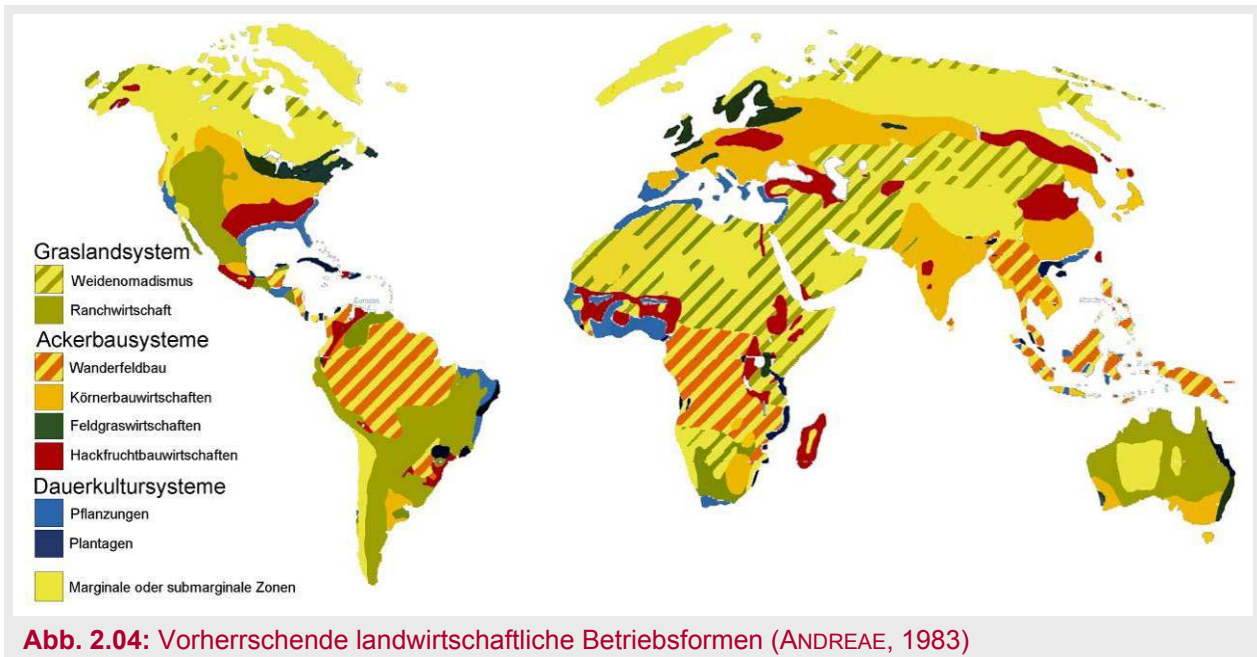 Graslandsystem
Weidenomadismus
Ranchwirtschaft
Ackerbausysteme
Wanderfeldbau
Körnerbauwirtschaften
Feldgraswirtschaften
Hackfruchtbauwirtschaften
Dauerkultursysteme
Pflanzungen
Plantagen
Marginale oder submarginale Zonen
Abb. 2.04: Vorherrschende landwirtschaftliche Betriebsformen (ANDREAE, 1983)